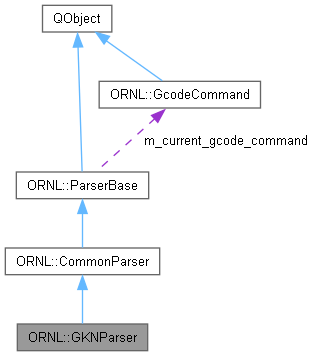 QObject
ORNL::GcodeCommand
m_current_gcode_command
ORNL::ParserBase
ORNL::CommonParser
ORNL::GKNParser